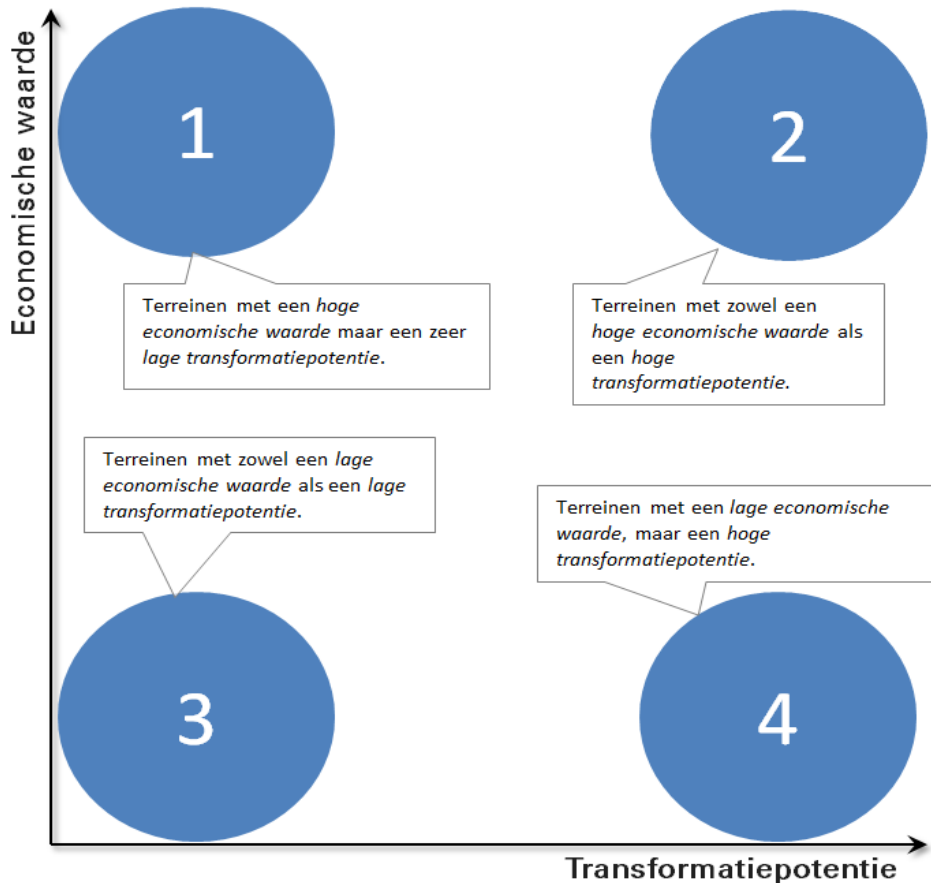 Economische waarde
1
2
Terreinen met een hoge
economische waarde maar een zeer
lage transformatiepotentie.
Terreinen met zowel een
hoge economische waarde als
een hoge
transformatiepotentie.
Terreinen met zowel een lage
economische waarde als een lage
transformatiepotentie.
Terreinen met een lage economische
waarde, maar een hoge
transformatiepotentie.
3
4
Transformatiepotentie